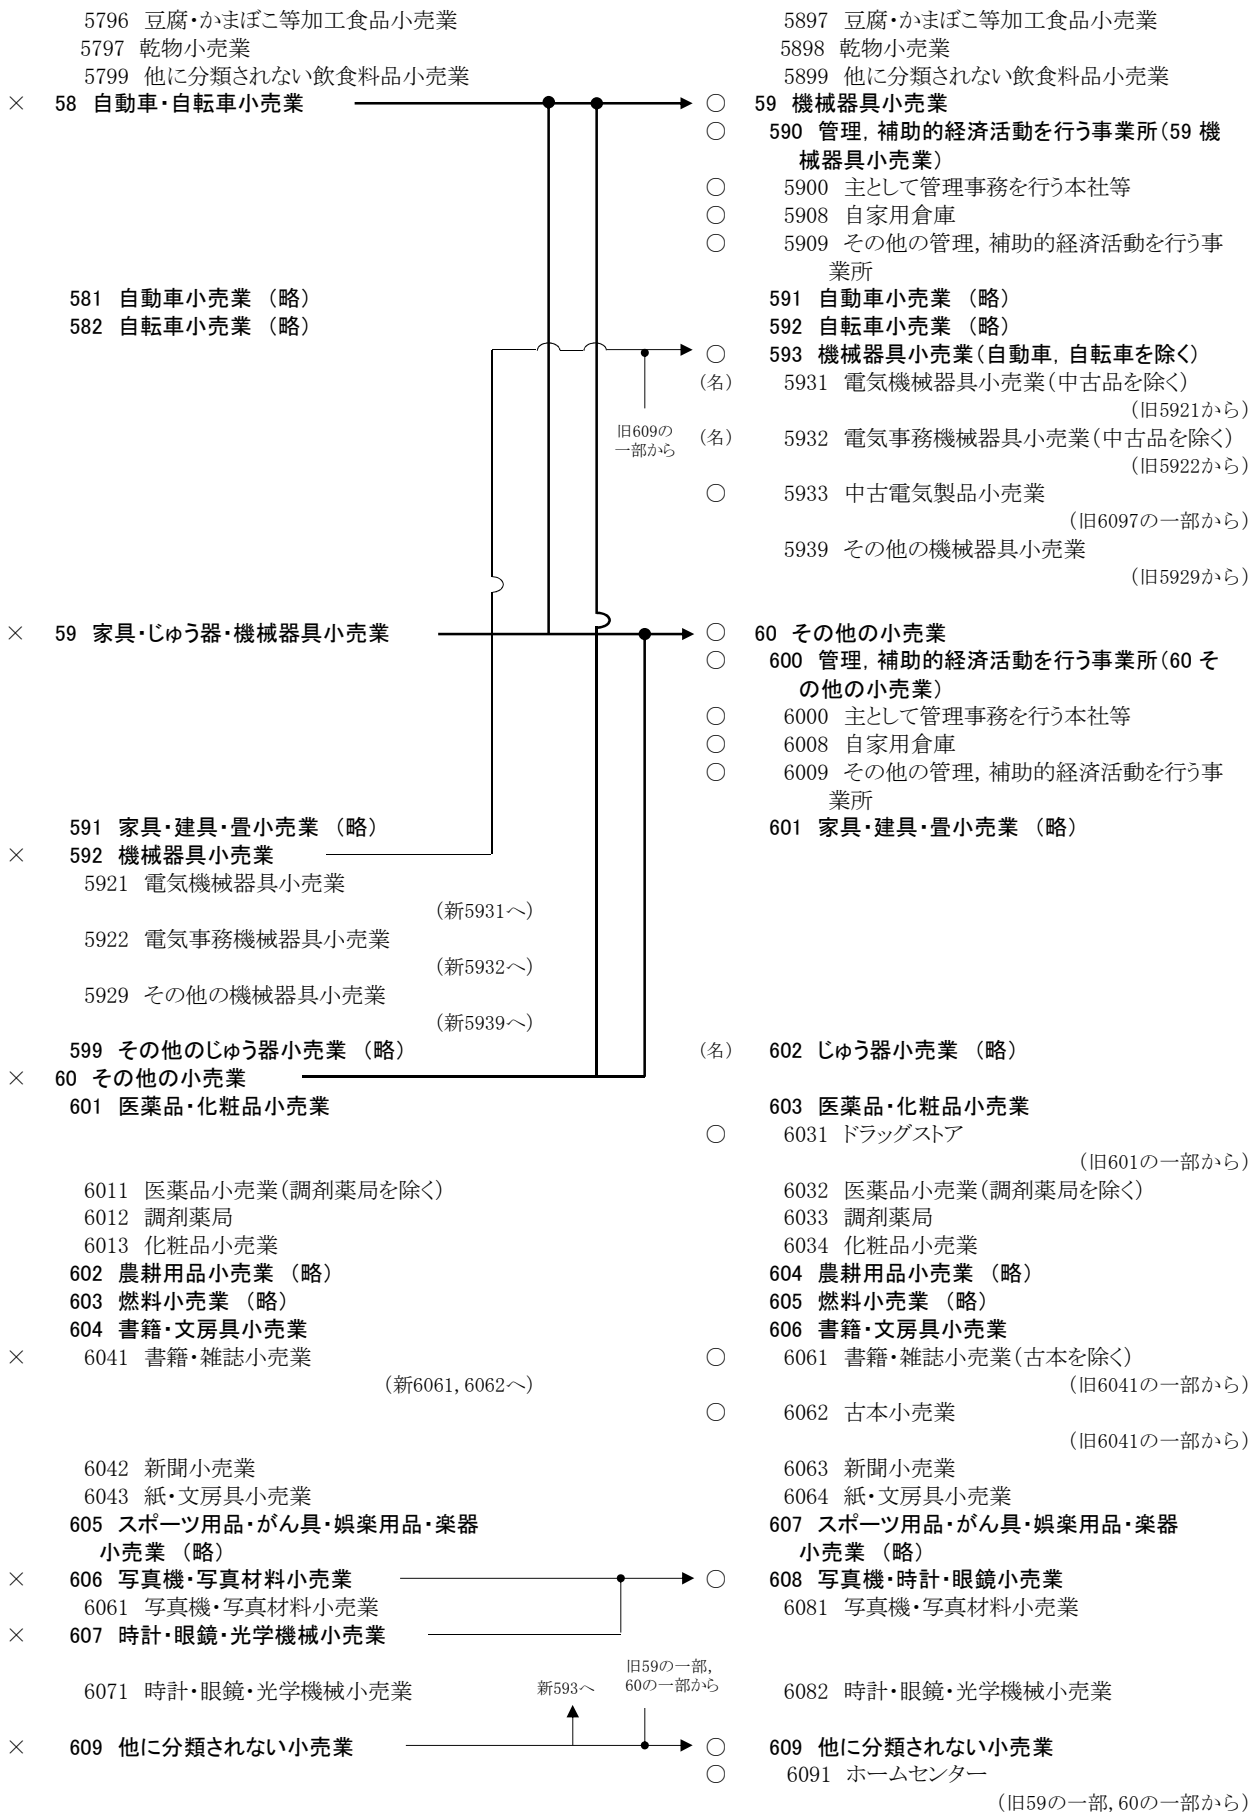 5796 豆腐・かまぼこ等加工食品小売業 5897 豆腐・かまぼこ等加工食品小売業
5797 乾物小売業 5898 乾物小売業
5799 他に分類されない飲食料品小売業 5899 他に分類されない飲食料品小売業
× 58 自動車・自転車小売業 ○ 59 機械器具小売業
○ 590 管理，補助的経済活動を行う事業所（59 機
械器具小売業）
○ 5900 主として管理事務を行う本社等
○ 5908 自家用倉庫
○ 5909 その他の管理，補助的経済活動を行う事
業所
581 自動車小売業 （略） 591 自動車小売業 （略）
582 自転車小売業 （略） 592 自転車小売業 （略）
○ 593 機械器具小売業（自動車，自転車を除く）
（名） 5931 電気機械器具小売業（中古品を除く）
（旧5921から）
旧609の
一部から
（名） 5932 電気事務機械器具小売業（中古品を除く）
（旧5922から）
○ 5933 中古電気製品小売業
（旧6097の一部から）
5939 その他の機械器具小売業
（旧5929から）
× 59 家具・じゅう器・機械器具小売業 ○ 60 その他の小売業
○ 600 管理，補助的経済活動を行う事業所（60 そ
の他の小売業）
○ 6000 主として管理事務を行う本社等
○ 6008 自家用倉庫
○ 6009 その他の管理，補助的経済活動を行う事
業所
591 家具・建具・畳小売業 （略） 601 家具・建具・畳小売業 （略）
× 592 機械器具小売業
5921 電気機械器具小売業
（新5931へ）
5922 電気事務機械器具小売業
（新5932へ）
5929 その他の機械器具小売業
（新5939へ）
599 その他のじゅう器小売業 （略） （名） 602 じゅう器小売業 （略）
× 60 その他の小売業
601 医薬品・化粧品小売業 603 医薬品・化粧品小売業
○ 6031 ドラッグストア
（旧601の一部から）
6011 医薬品小売業（調剤薬局を除く） 6032 医薬品小売業（調剤薬局を除く）
6012 調剤薬局 6033 調剤薬局
6013 化粧品小売業 6034 化粧品小売業
602 農耕用品小売業 （略） 604 農耕用品小売業 （略）
603 燃料小売業 （略） 605 燃料小売業 （略）
604 書籍・文房具小売業 606 書籍・文房具小売業
× 6041 書籍・雑誌小売業 ○ 6061 書籍・雑誌小売業（古本を除く）
（新6061，6062へ） （旧6041の一部から）
○ 6062 古本小売業
（旧6041の一部から）
6042 新聞小売業 6063 新聞小売業
6043 紙・文房具小売業 6064 紙・文房具小売業
605 スポーツ用品・がん具・娯楽用品・楽器 607 スポーツ用品・がん具・娯楽用品・楽器
小売業 （略） 小売業 （略）
× 606 写真機・写真材料小売業 ○ 608 写真機・時計・眼鏡小売業
6061 写真機・写真材料小売業 6081 写真機・写真材料小売業
× 607 時計・眼鏡・光学機械小売業
旧59の一部，
6071 時計・眼鏡・光学機械小売業 新593へ 60の一部から 6082 時計・眼鏡・光学機械小売業
× 609 他に分類されない小売業 ○ 609 他に分類されない小売業
○ 6091 ホームセンター
（旧59の一部，60の一部から）